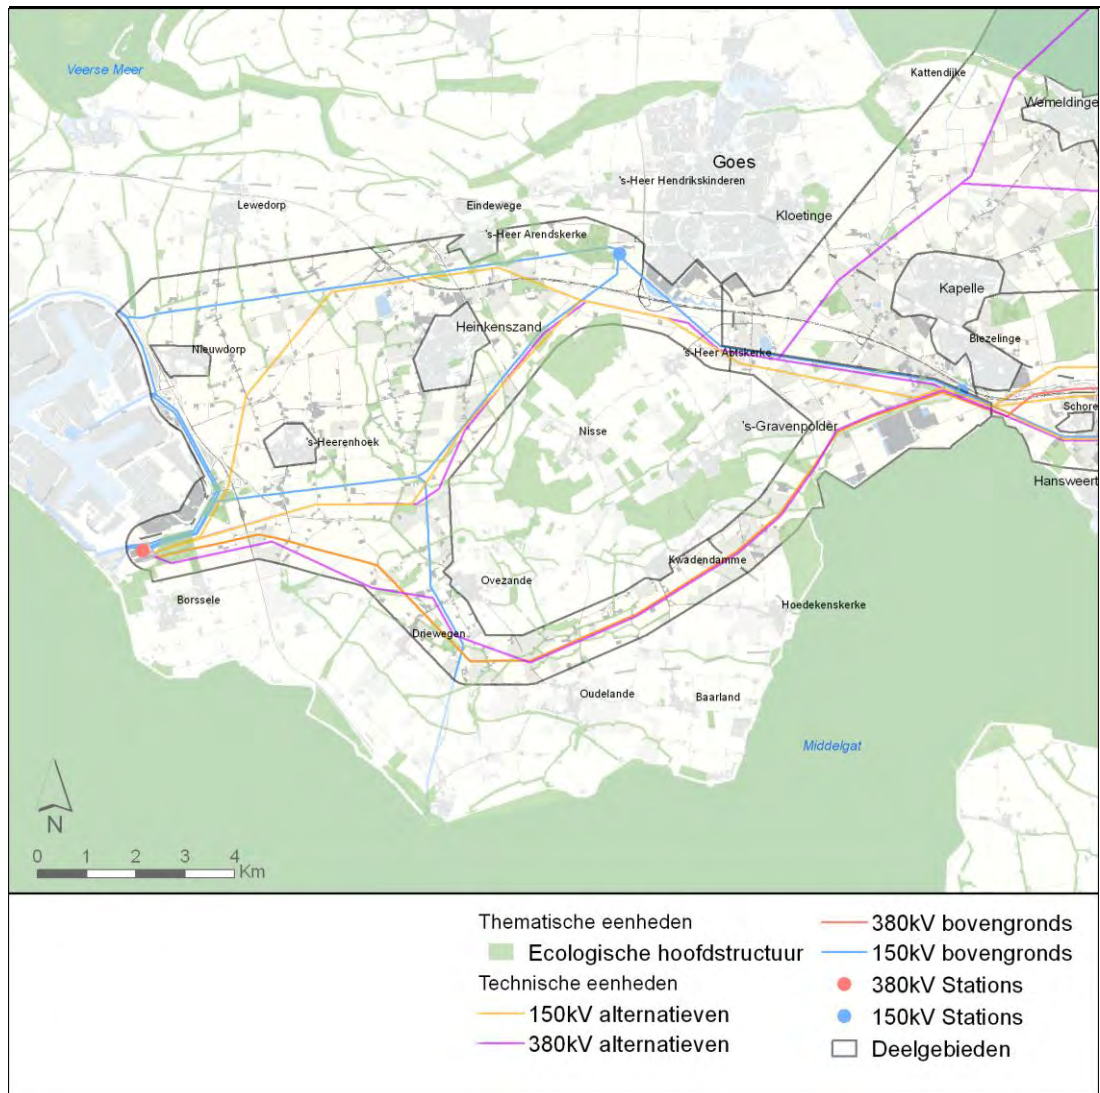 Veerse Meer
Kattendijke
Wemeldinge
Goes
's-Heer Hendrikskinderen
Lewedorp
Eindewege
Kloetinge
's-Heer Arendskerke
Kapelle
Heinkenszand
Nieuwdorp
Biezelinge
's-Heer Abtskerke
Schore
's-Gravenpolder
Nisse
's-Heerenhoek
Hansweert
Kwadendamme
Ovezande
Borssele
Hoedekenskerke
Driewegen
Oudelande
Baarland
Middelgat
N
0 1 2 3 4
Km
Thematische eenheden
Ecologische hoofdstructuur
Technische eenheden
150kV alternatieven
380kV alternatieven
380kV bovengronds
150kV bovengronds
380kV Stations
150kV Stations
Deelgebieden